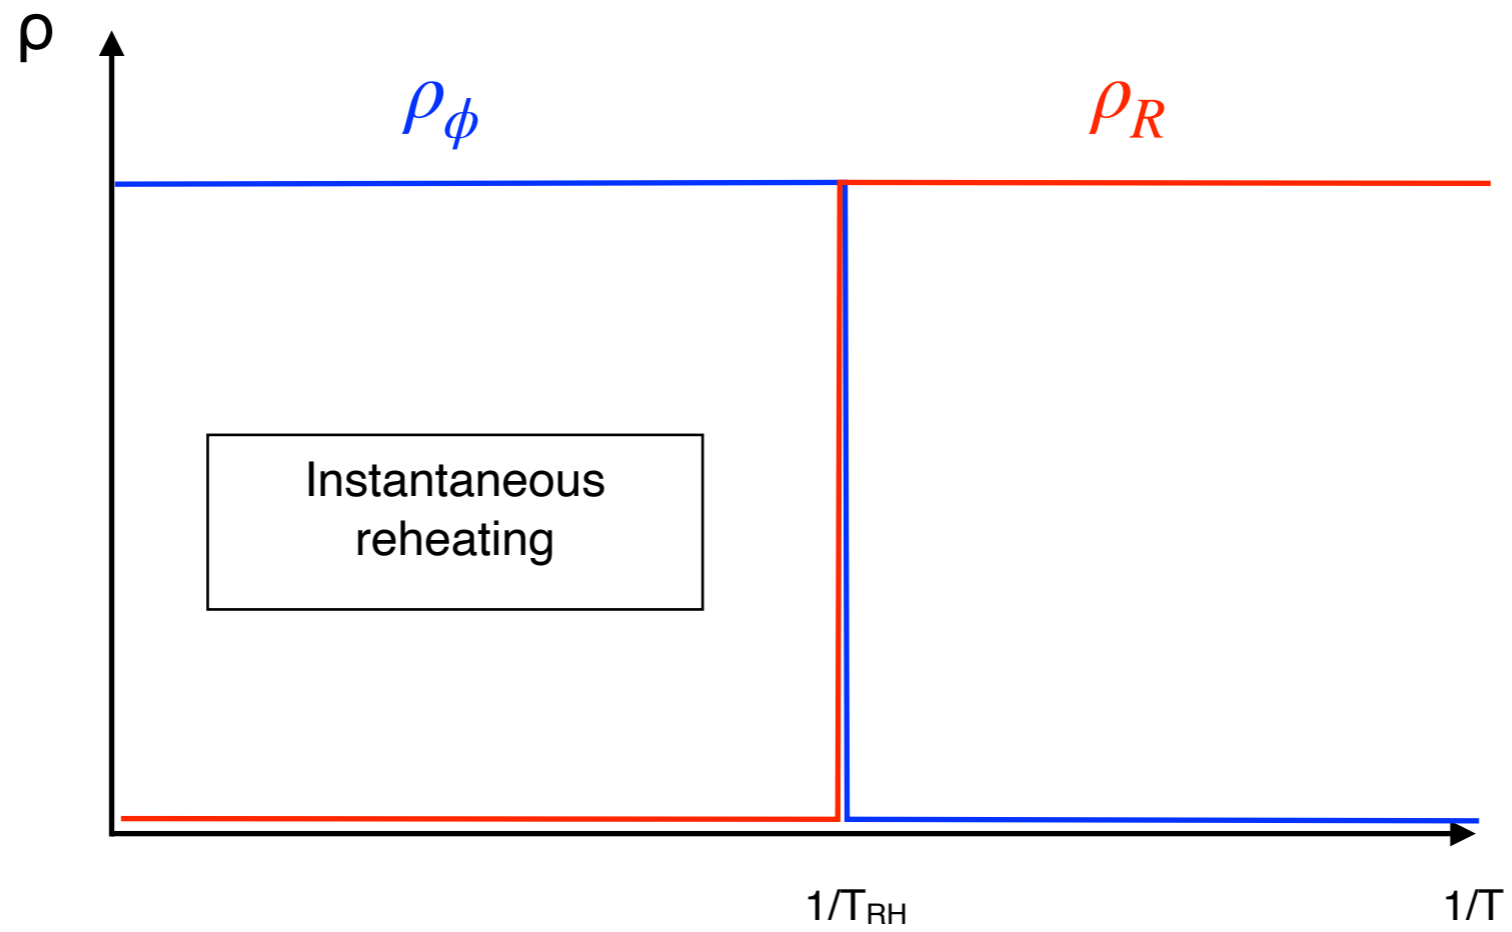 ρ
ρ_ϕ
ρ_R
Instantaneous
reheating
1/T_RH
1/T